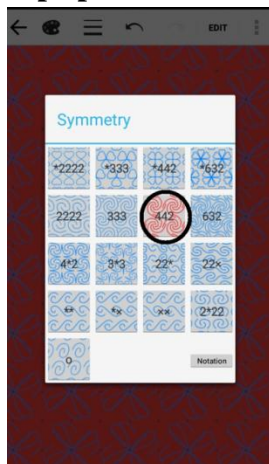 EDIT
Symmetry
*2222 *333 *442 *632
2222 333 442 632
4*2 3*3 22* 22×
** *× ×× 2*22
o
Notation